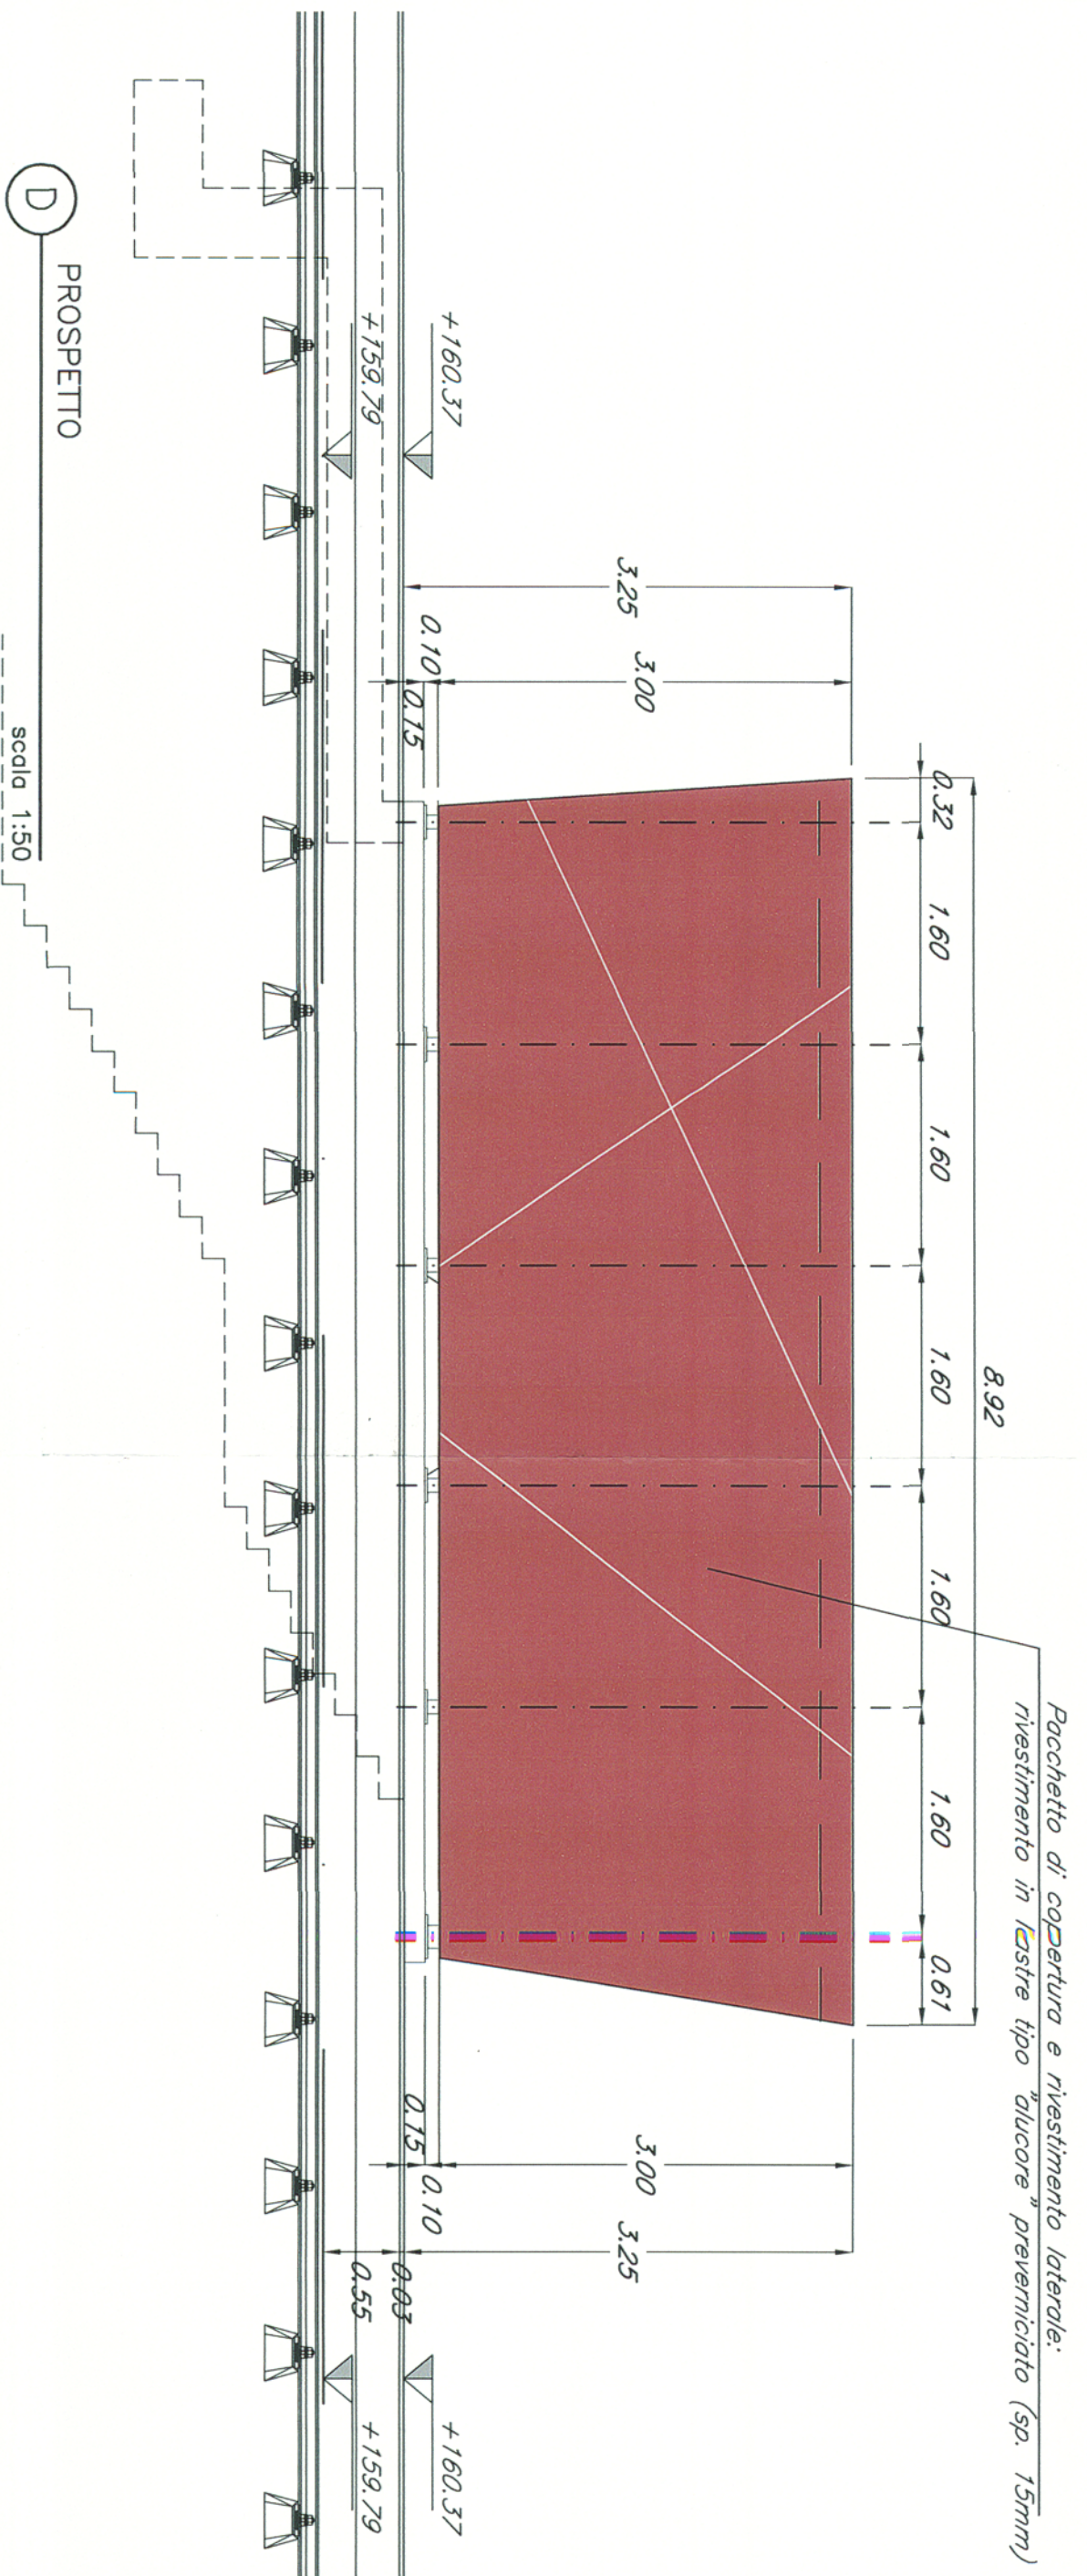 Pacchetto di copertura e rivestimento laterale:
rivestimento in lastre tipo "alucore" preverniciato (sp. 15mm)
8.92
0.32 1.60 1.60 1.60 1.60 1.60 0.61
3.25
3.00
0.10
0.15
+160.37
+159.79
3.00
3.25
0.15
0.10
0.03
0.55
+160.37
+159.79
D
PROSPETTO
scala 1:50